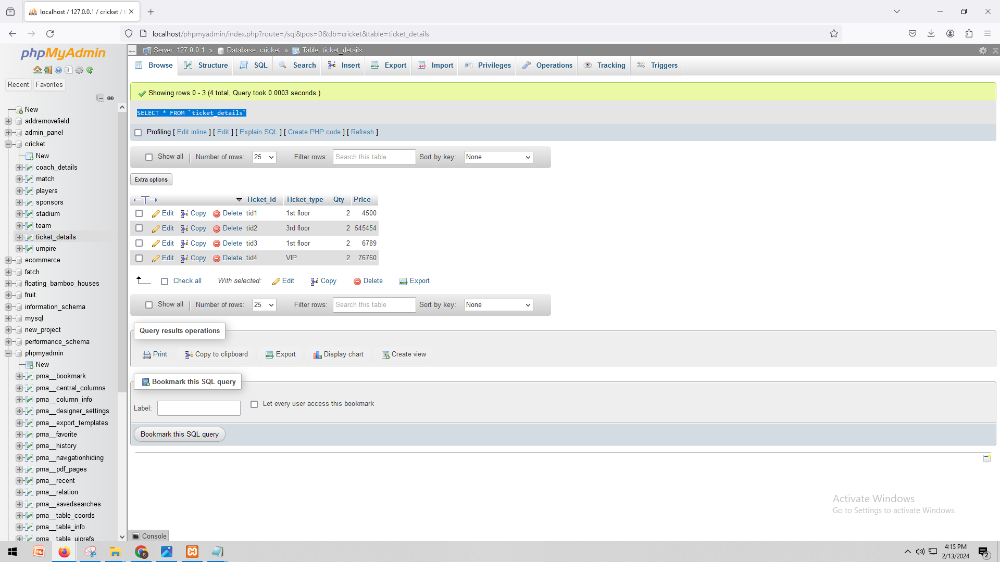 localhost / 127.0.0.1 / cricket / t
localhost/phpmyadmin/index.php?route=/sql&pos=0&db=cricket&table=ticket_details
phpMyAdmin
Recent Favorites
New
addremovefield
admin_panel
cricket
New
coach_details
match
players
sponsors
stadium
team
ticket_details
umpire
ecommerce
fatch
floating_bamboo_houses
fruit
information_schema
mysql
new_project
performance_schema
phpmyadmin
New
pma__bookmark
pma__central_columns
pma__column_info
pma__designer_settings
pma__export_templates
pma__favorite
pma__history
pma__navigationhiding
pma__pdf_pages
pma__recent
pma__relation
pma__savedsearches
pma__table_coords
pma__table_info
pma__table_uiprefs
Server: 127.0.0.1 » Database: cricket » Table: ticket_details
Browse Structure SQL Search Insert Export Import Privileges Operations Tracking Triggers
Showing rows 0 - 3 (4 total, Query took 0.0003 seconds.)
SELECT * FROM `ticket_details`
Profiling [ Edit inline ] [ Edit ] [ Explain SQL ] [ Create PHP code ] [ Refresh ]
Show all Number of rows: 25 Filter rows: Search this table Sort by key: None
Extra options
←T→ Ticket_id Ticket_type Qty Price
Edit Copy Delete tid1 1st floor 2 4500
Edit Copy Delete tid2 3rd floor 2 545454
Edit Copy Delete tid3 1st floor 2 6789
Edit Copy Delete tid4 VIP 2 76760
Check all With selected: Edit Copy Delete Export
Show all Number of rows: 25 Filter rows: Search this table Sort by key: None
Query results operations
Print Copy to clipboard Export Display chart Create view
Bookmark this SQL query
Label: Let every user access this bookmark
Bookmark this SQL query
Activate Windows
Go to Settings to activate Windows.
Console
4:15 PM
2/13/2024
2